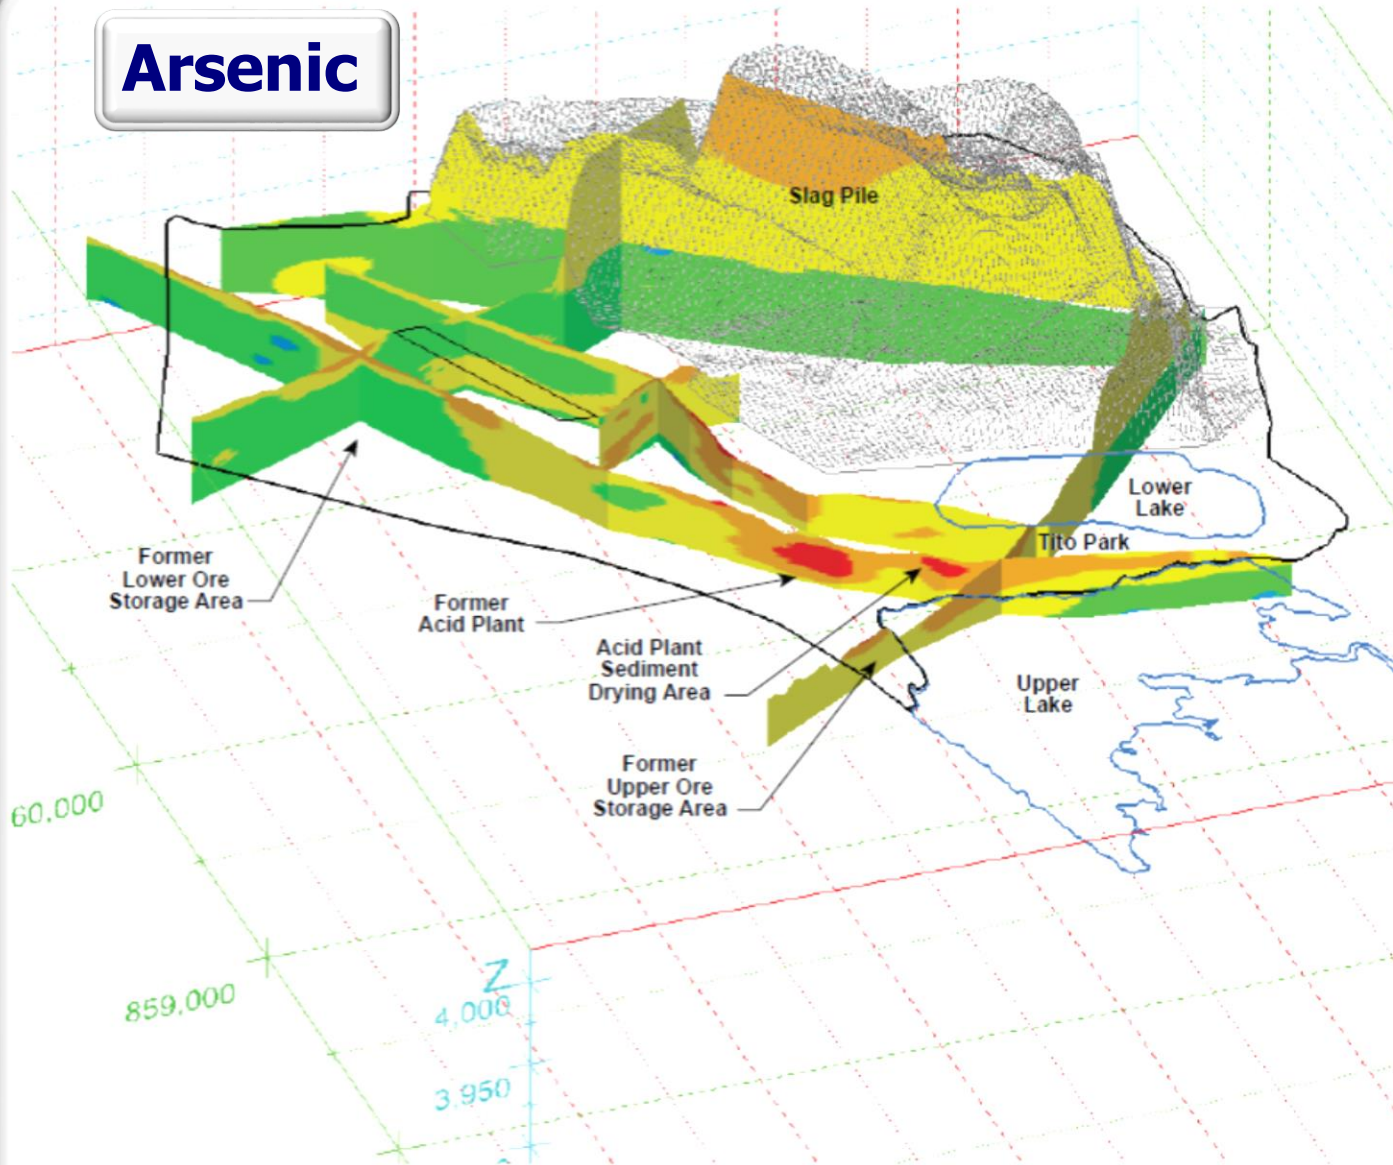 Arsenic
Slag Pile
Lower
Lake
Tito Park
Former
Lower Ore
Storage Area
Former
Acid Plant
Acid Plant
Sediment
Drying Area
Upper
Lake
Former
Upper Ore
Storage Area
60,000
859,000
Z
4,000
3,950